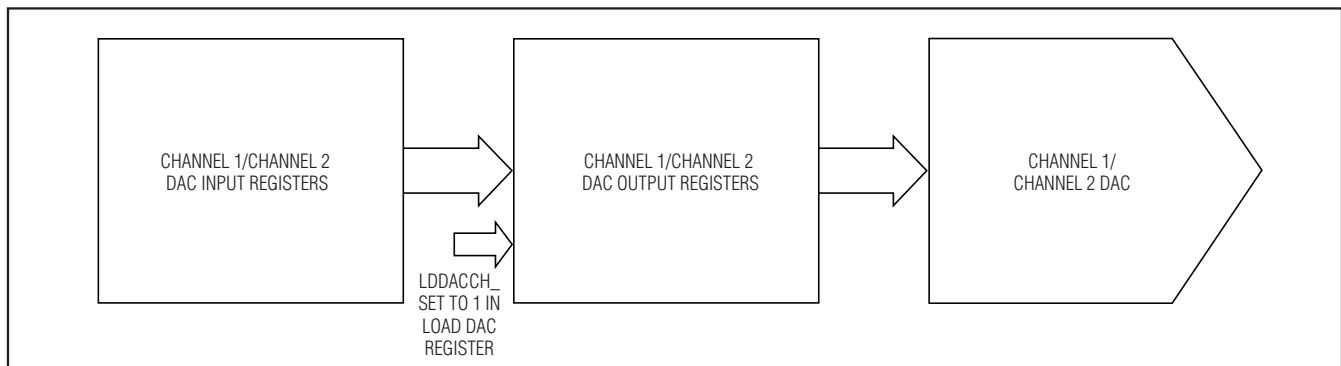 CHANNEL 1/CHANNEL 2
DAC INPUT REGISTERS
LDDACCH_
SET TO 1 IN
LOAD DAC
REGISTER
CHANNEL 1/CHANNEL 2
DAC OUTPUT REGISTERS
CHANNEL 1/
CHANNEL 2 DAC